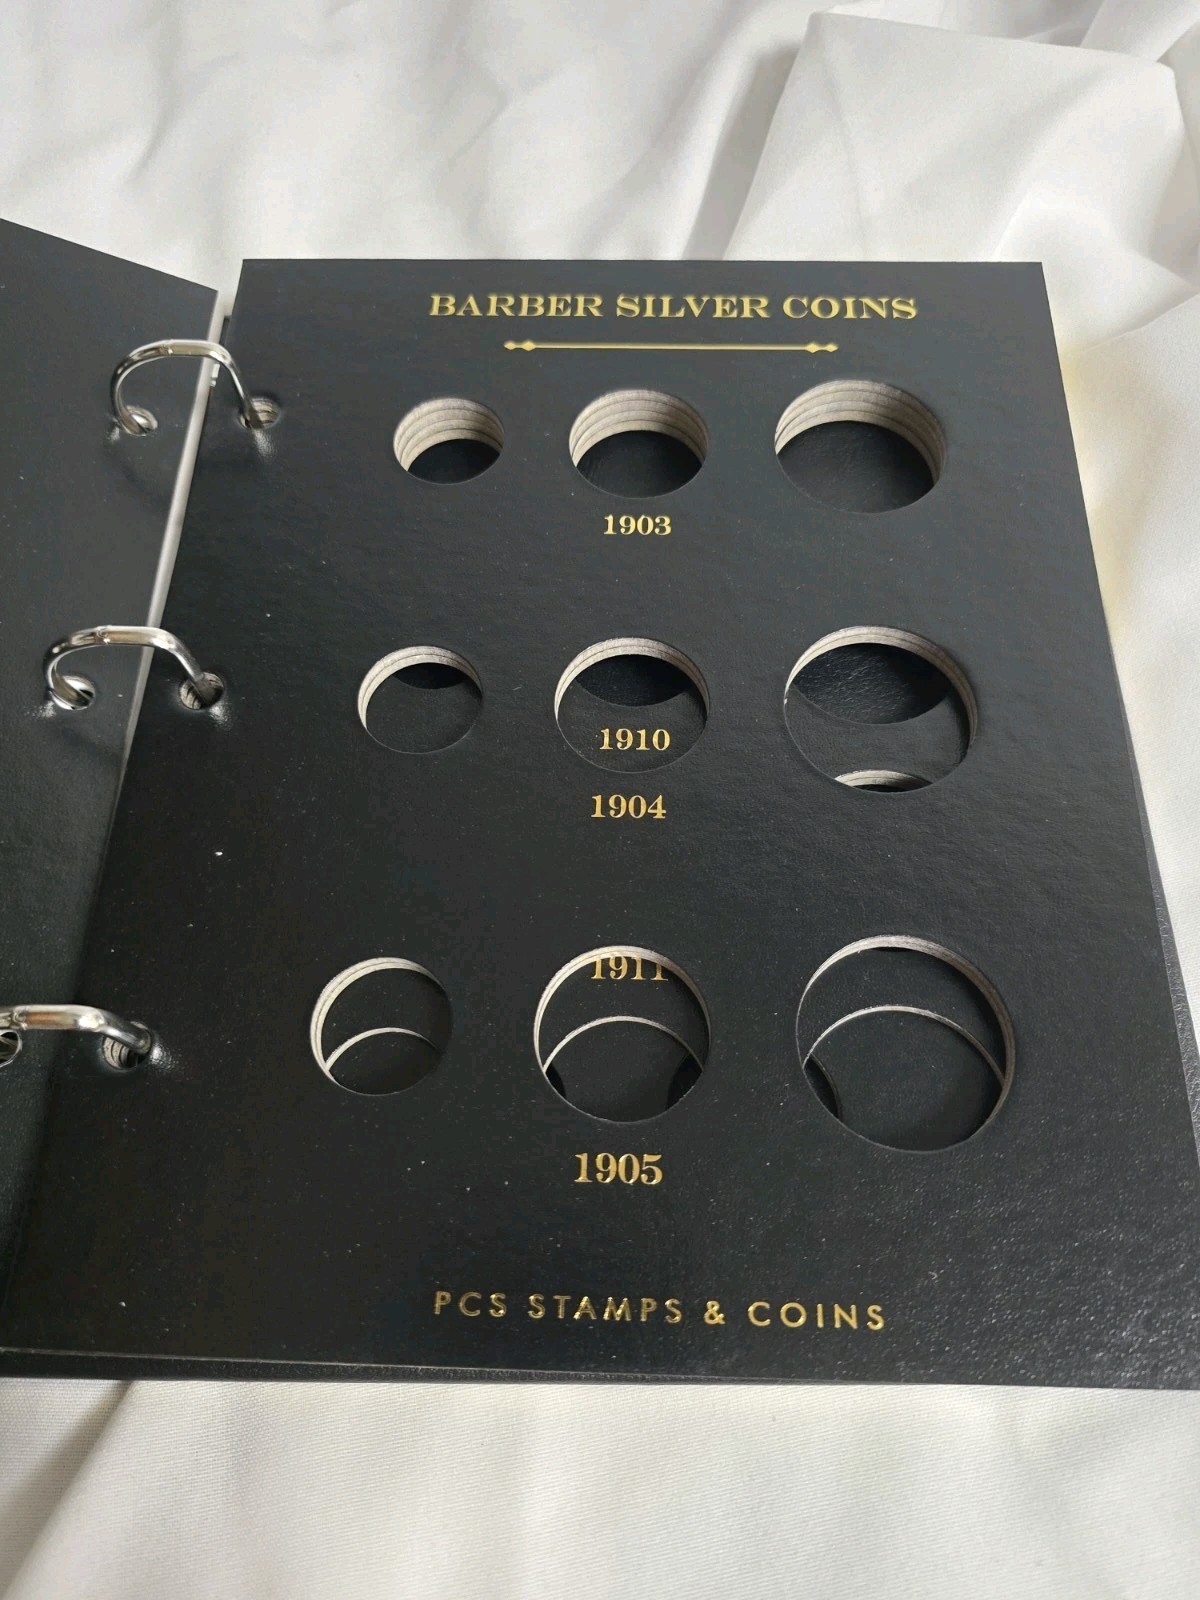 BARBER SILVER COINS
1903
1910
1904
1911
1905
PCS STAMPS & COINS